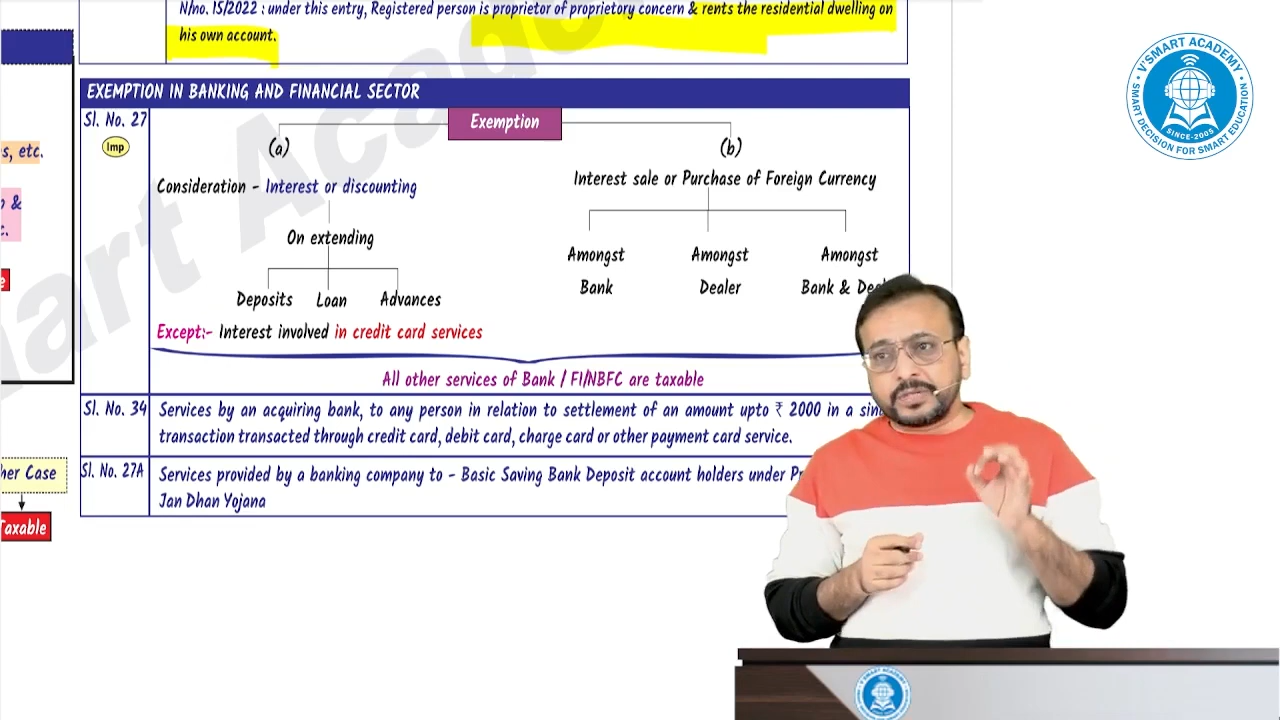 N/no. 15/2022 : under this entry, Registered person is proprietor of proprietary concern & rents the residential dwelling on
his own account.
EXEMPTION IN BANKING AND FINANCIAL SECTOR
Sl. No. 27
Imp
Exemption
(a)
(b)
Consideration - Interest or discounting
Interest sale or Purchase of Foreign Currency
On extending
Deposits Loan Advances
Amongst Amongst Amongst
Bank Dealer Bank &
Except:- Interest involved in credit card services
All other services of Bank / FI/NBFC are taxable
Sl. No. 34
Services by an acquiring bank, to any person in relation to settlement of an amount upto ₹ 2000 in a
transaction transacted through credit card, debit card, charge card or other payment card service.
Sl. No. 27A
Services provided by a banking company to - Basic Saving Bank Deposit account holders under
Jan Dhan Yojana
s, etc.
&
c.
her Case
Taxable
V'SMART ACADEMY
SMART DECISION FOR SMART EDUCATION
SINCE-2005
mart Acade